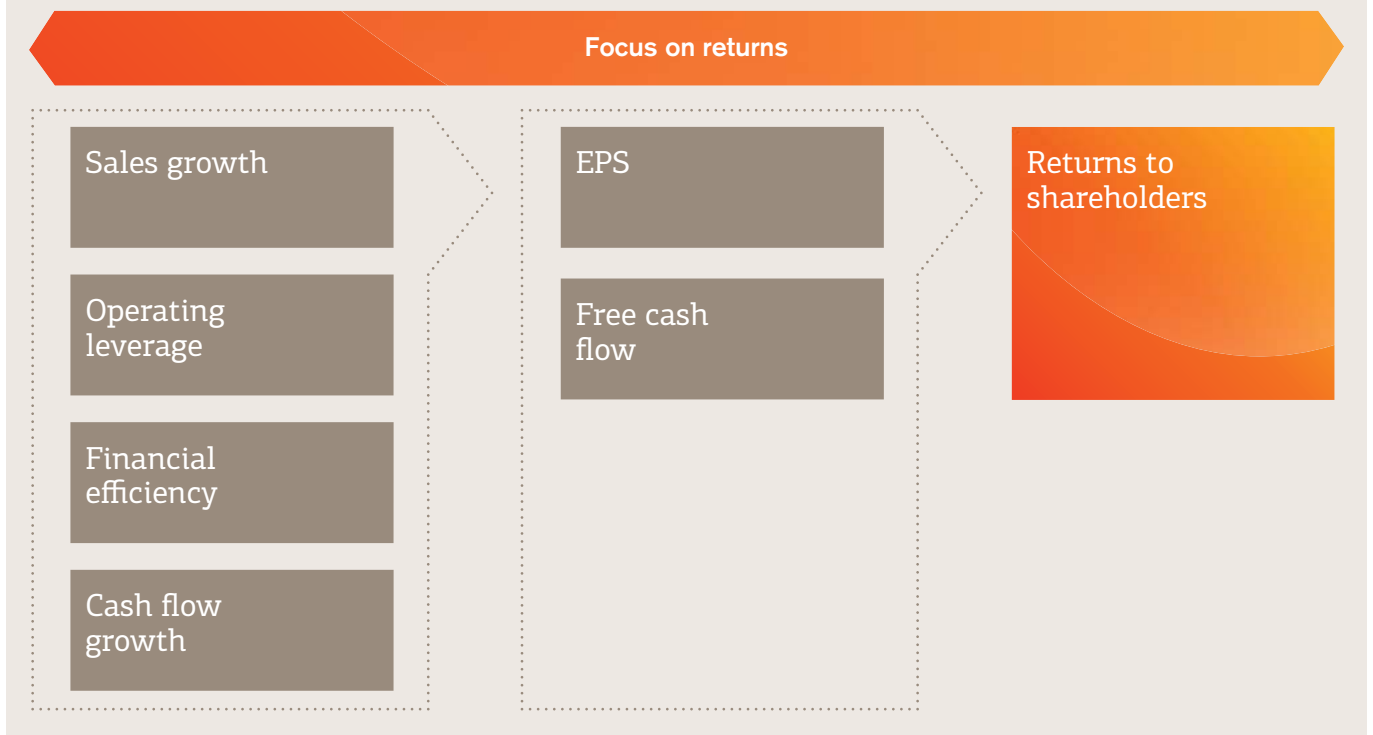 Focus on returns
Sales growth
Operating
leverage
Financial
efficiency
Cash flow
growth
EPS
Free cash
flow
Returns to
shareholders